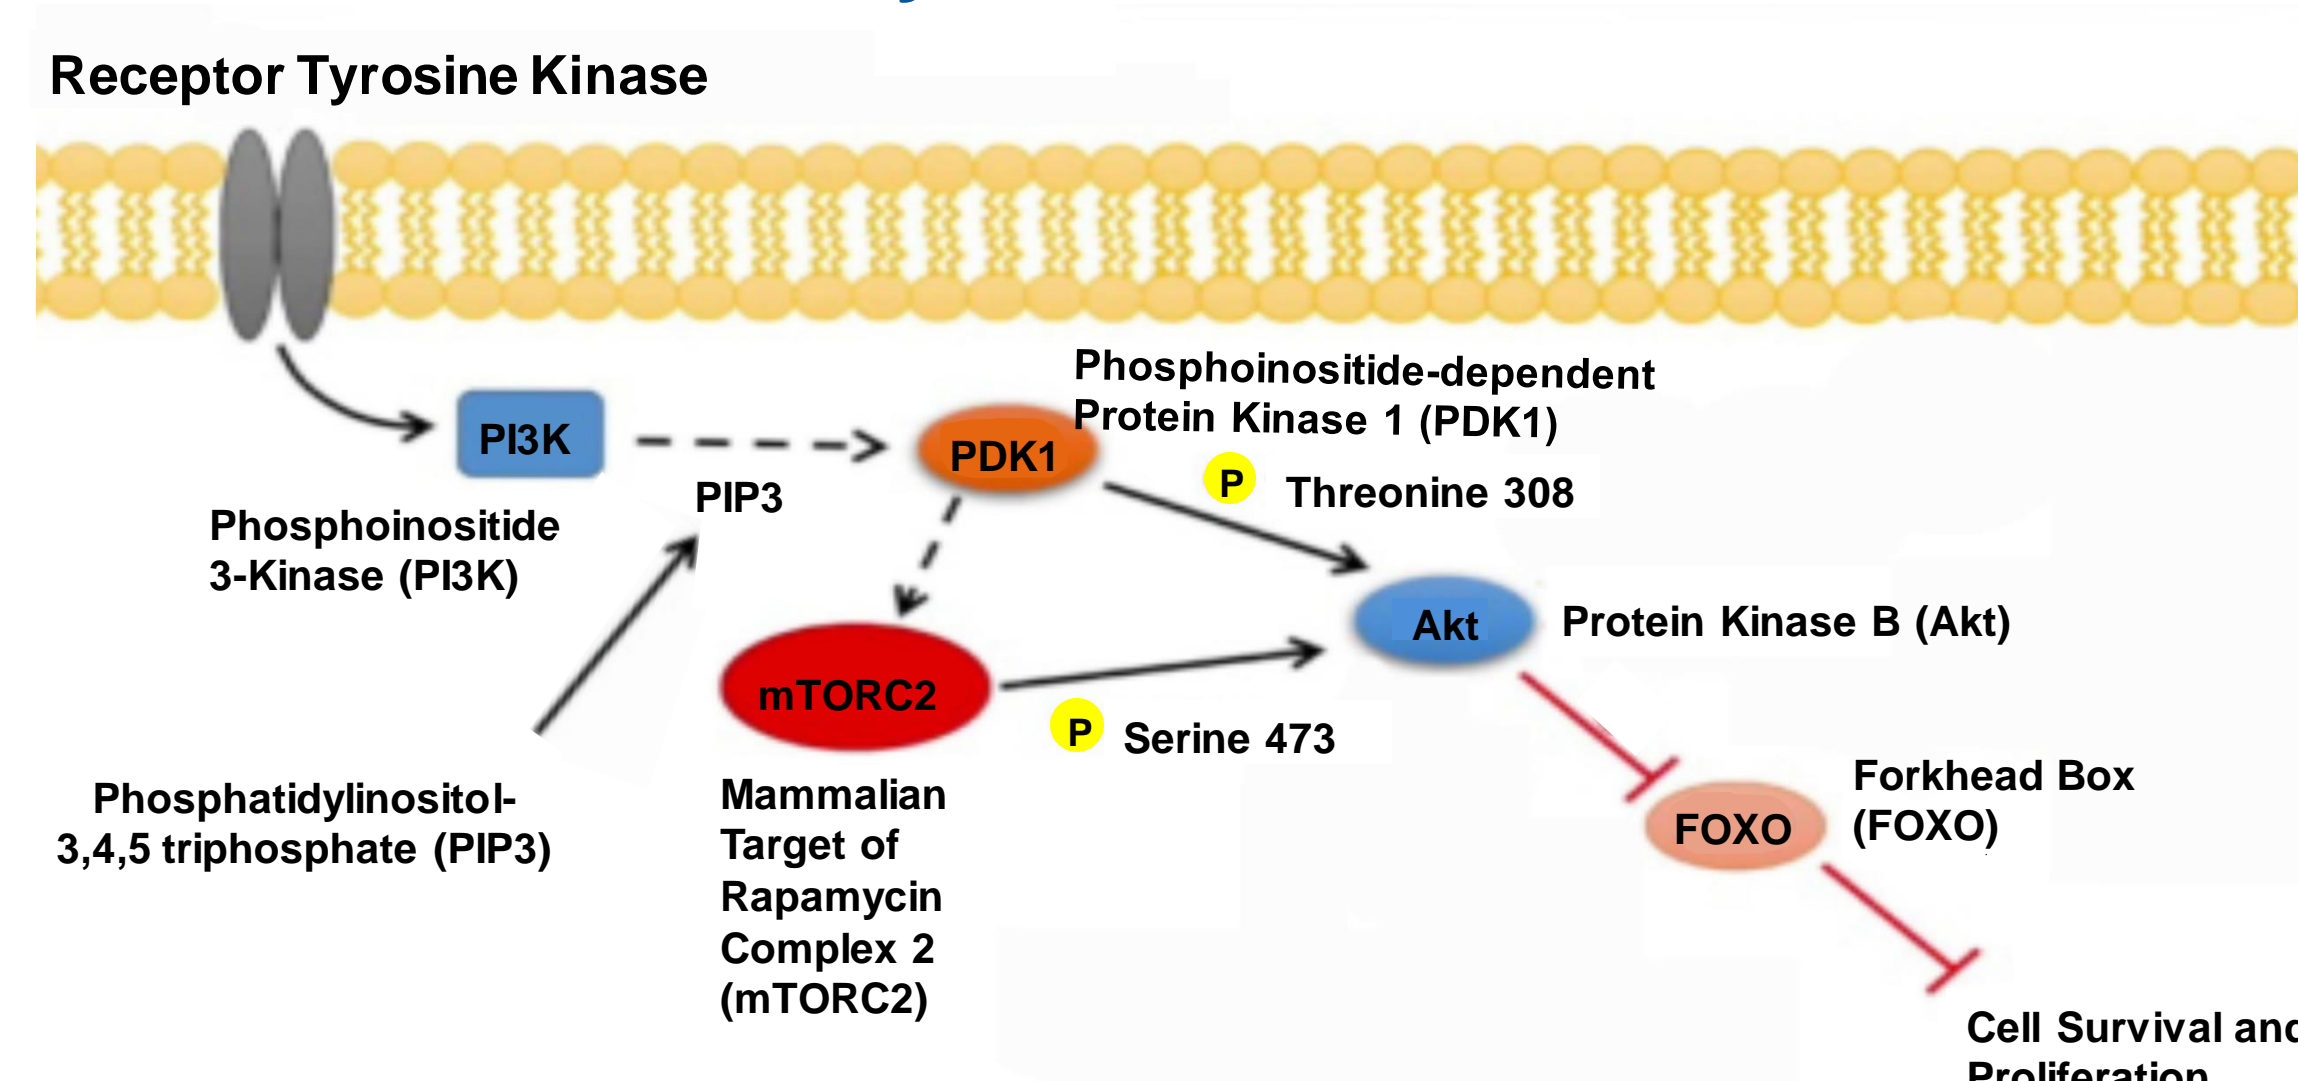 Receptor Tyrosine Kinase
Phosphoinositide-dependent
Protein Kinase 1 (PDK1)
PI3K
PDK1
P
Threonine 308
PIP3
Phosphoinositide
3-Kinase (PI3K)
Akt
Protein Kinase B (Akt)
mTORC2
P
Serine 473
Phosphatidylinositol-
3,4,5 triphosphate (PIP3)
Mammalian
Target of
Rapamycin
Complex 2
(mTORC2)
Forkhead Box
(FOXO)
FOXO
Cell Survival and
Proliferation